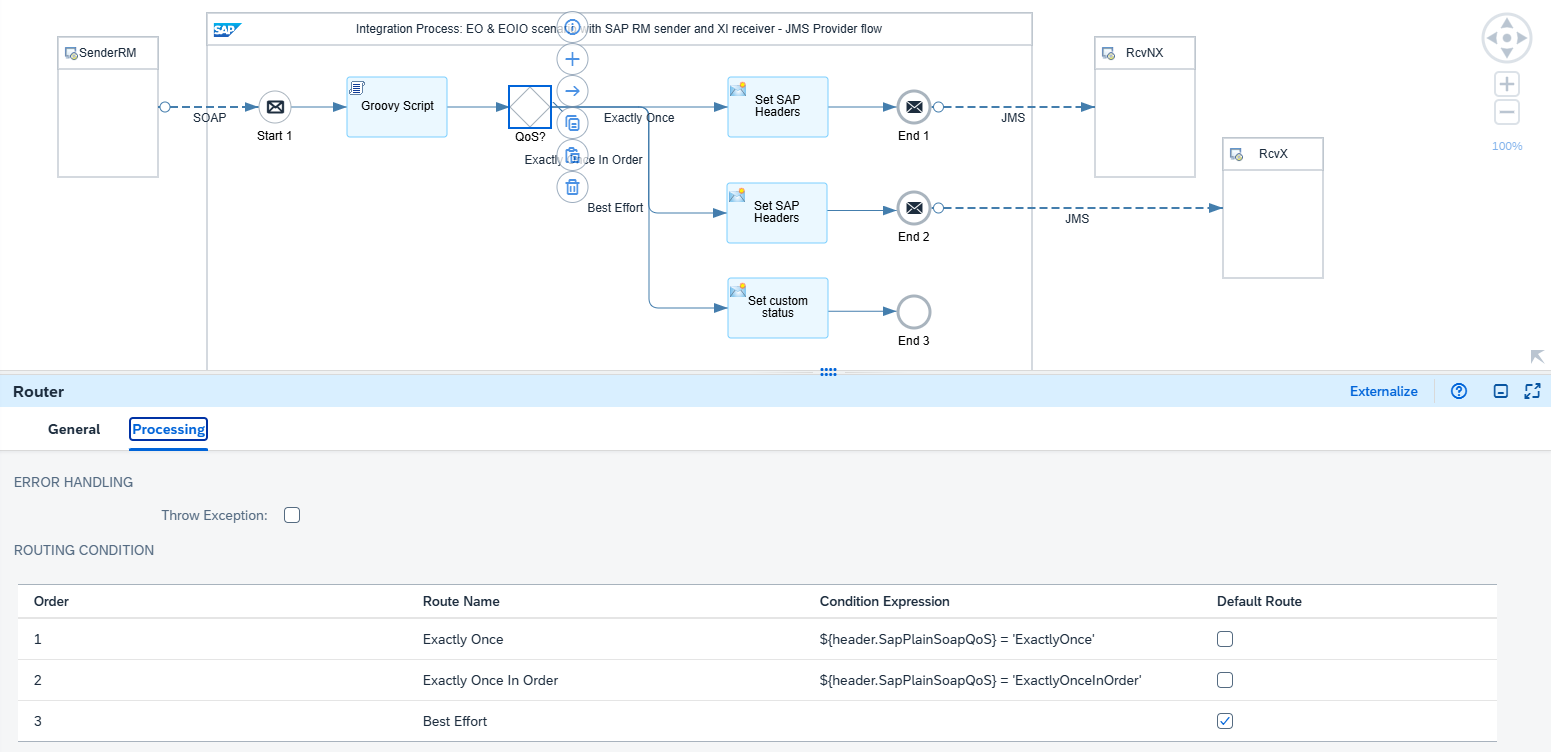 SAP
Integration Process: EO & EOIO scenario with SAP RM sender and XI receiver - JMS Provider flow
SenderRM
SOAP
Start 1
Groovy Script
QoS?
Exactly Once
Exactly Once In Order
Best Effort
Set SAP
Headers
End 1
JMS
RcvNX
Set SAP
Headers
End 2
JMS
RcvX
Set custom
status
End 3
100%
Router
Externalize
General
Processing
ERROR HANDLING
Throw Exception:
ROUTING CONDITION
Order Route Name Condition Expression Default Route
1 Exactly Once ${header.SapPlainSoapQoS} = 'ExactlyOnce'
2 Exactly Once In Order ${header.SapPlainSoapQoS} = 'ExactlyOnceInOrder'
3 Best Effort